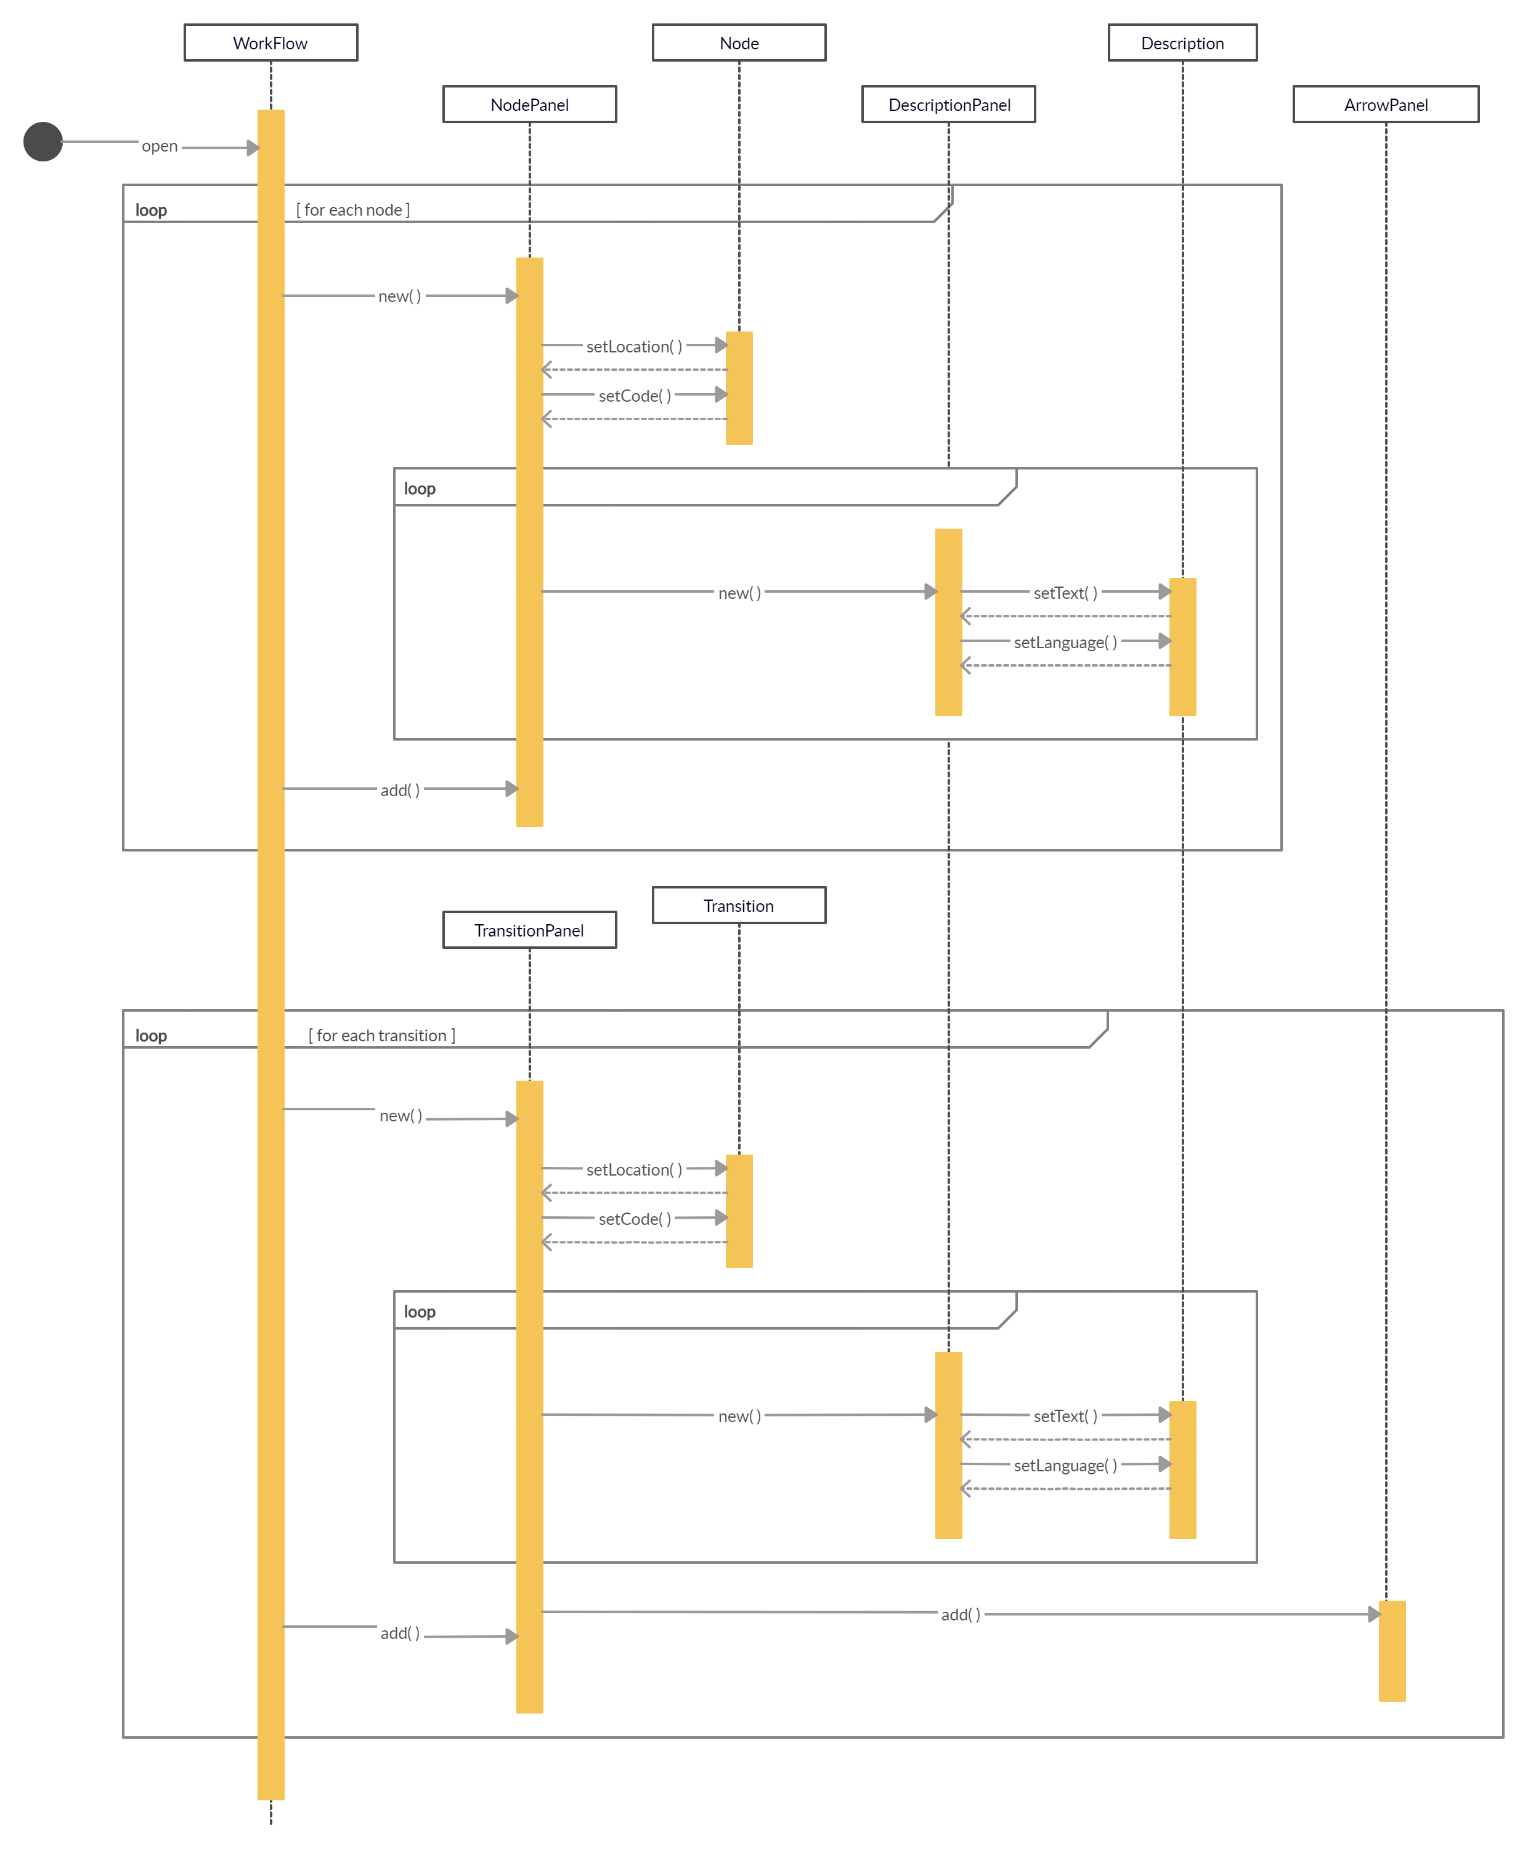 WorkFlow
Node
Description
NodePanel
DescriptionPanel
ArrowPanel
open
loop
[ for each node ]
new( )
setLocation( )
setCode( )
loop
new( )
setText( )
setLanguage( )
add( )
Transition
TransitionPanel
loop
[ for each transition ]
new( )
setLocation( )
setCode( )
loop
new( )
setText( )
setLanguage( )
add( )
add( )